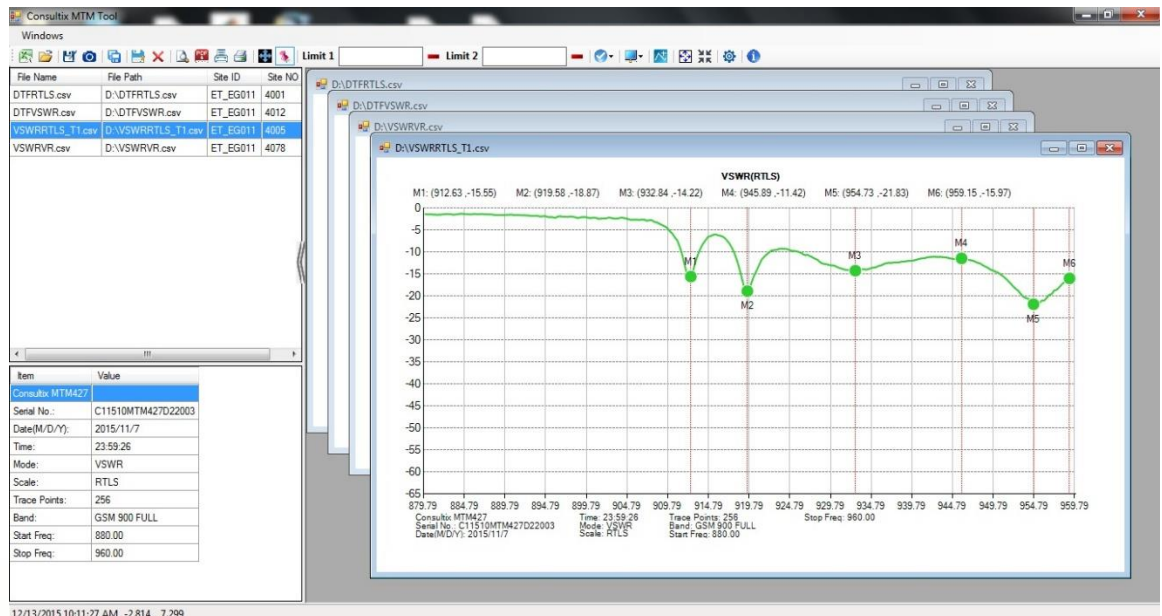 Consultix MTM Tool
Windows
Limit 1 Limit 2
File Name File Path Site ID Site NO
DTFRTLS.csv D:\DTFRTLS.csv ET_EG011 4001
DTFVSWR.csv D:\DTFVSWR.csv ET_EG011 4012
VSWRRTLS_T1.csv D:\VSWRRTLS_T1.csv ET_EG011 4005
VSWRVR.csv D:\VSWRVR.csv ET_EG011 4078
Item Value
Consultix MTM427
Serial No.: C11510MTM427D22003
Date(M/D/Y): 2015/11/7
Time: 23:59:26
Mode: VSWR
Scale: RTLS
Trace Points: 256
Band: GSM 900 FULL
Start Freq: 880.00
Stop Freq: 960.00
D:\DTFRTLS.csv
D:\DTFVSWR.csv
D:\VSWRVR.csv
D:\VSWRRTLS_T1.csv
VSWR(RTLS)
M1: (912.63 ,-15.55) M2: (919.58 ,-18.87) M3: (932.84 ,-14.22) M4: (945.89 ,-11.42) M5: (954.73 ,-21.83) M6: (959.15 ,-15.97)
0
-5
-10
-15
-20
-25
-30
-35
-40
-45
-50
-55
-60
-65
M1
M2
M3
M4
M5
M6
879.79 884.79 889.79 894.79 899.79 904.79 909.79 914.79 919.79 924.79 929.79 934.79 939.79 944.79 949.79 954.79 959.79
Consultix MTM427 Time: 23:59:26 Trace Points: 256 Stop Freq: 960.00
Serial No.: C11510MTM427D22003 Mode: VSWR Band: GSM 900 FULL
Date(M/D/Y): 2015/11/7 Scale: RTLS Start Freq: 880.00
12/13/2015 10:11:27 AM -2.814 , 7.299